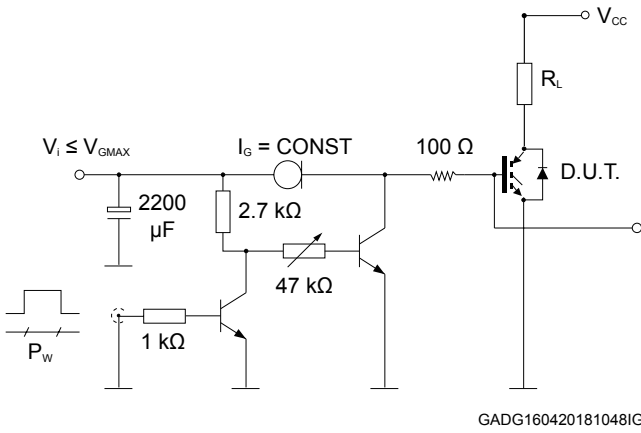 V_CC
R_L
V_i ≤ V_GMAX
I_G = CONST
100 Ω
D.U.T.
2200
μF
2.7 kΩ
47 kΩ
1 kΩ
P_W
GADG160420181048IG